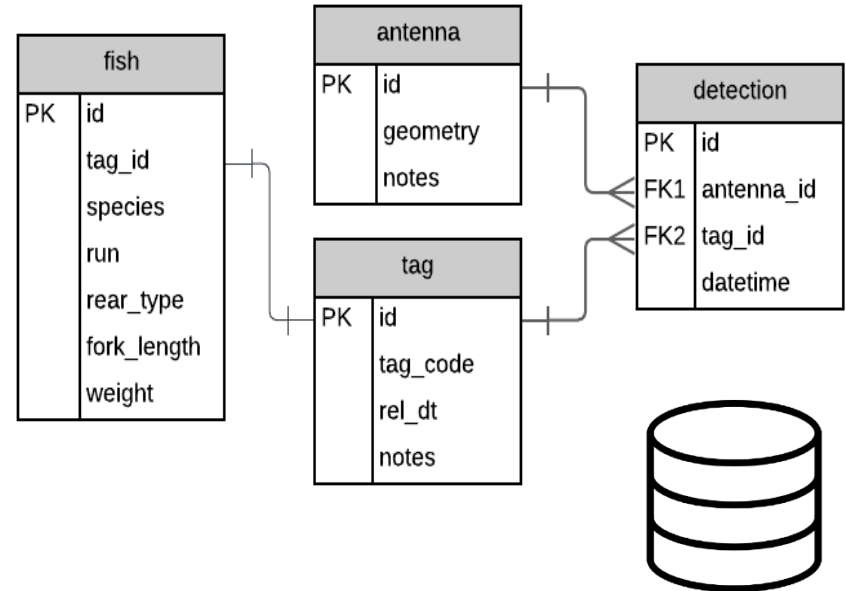 fish
PK id
tag_id
species
run
rear_type
fork_length
weight
antenna
PK id
geometry
notes
tag
PK id
tag_code
rel_dt
notes
detection
PK id
FK1 antenna_id
FK2 tag_id
datetime